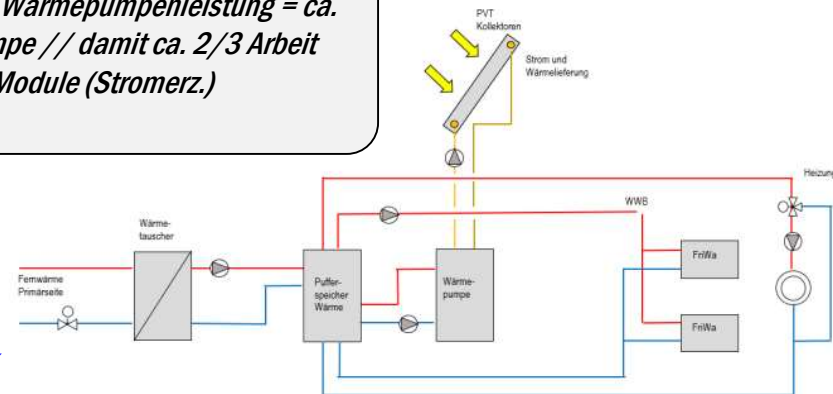 Wärmepumpenleistung = ca.
pe // damit ca. 2/3 Arbeit
Module (Stromerz.)
PVT
Kollektoren
Strom und
Wärmelieferung
Heizung
WWB
Wärme-
tauscher
Fernwärme
Primärseite
Puffer-
speicher
Wärme
Wärme-
pumpe
FriWa
FriWa